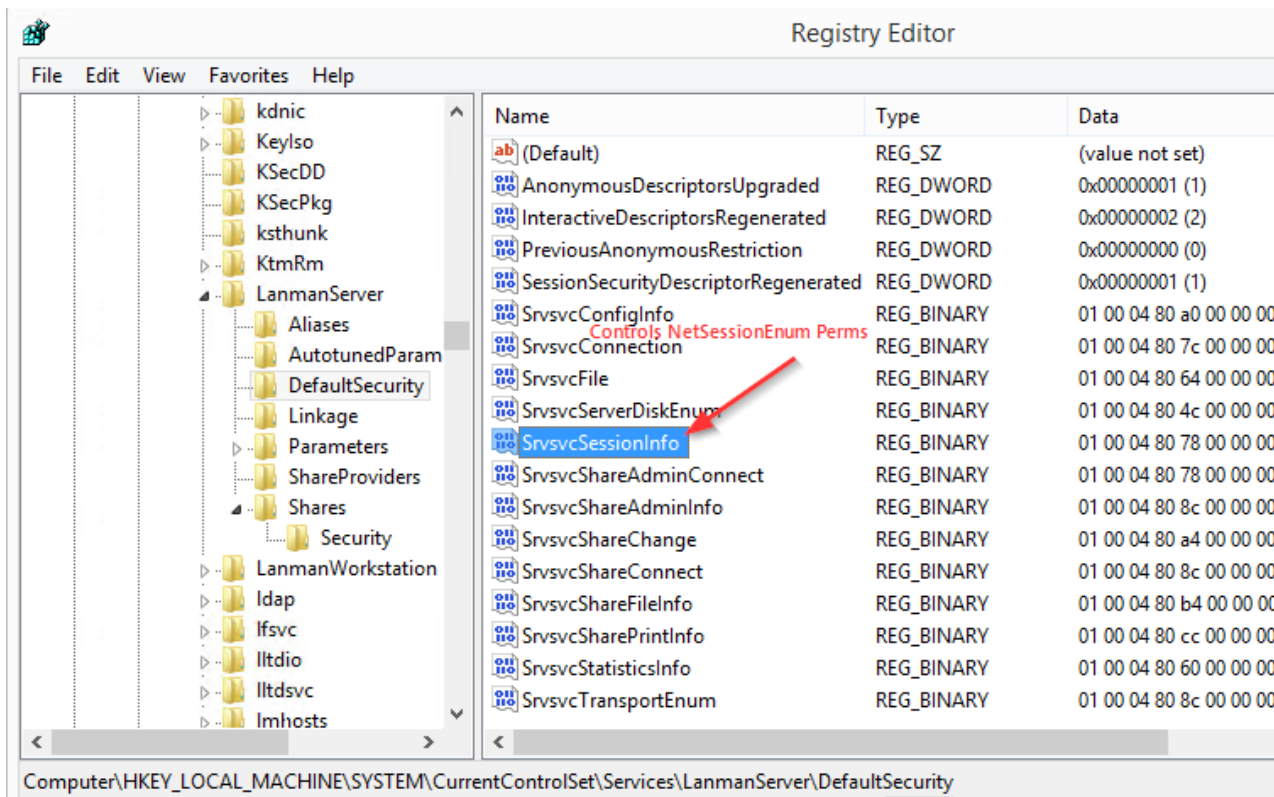 Registry Editor
File Edit View Favorites Help
kdnic
KeyIso
KSecDD
KSecPkg
ksthunk
KtmRm
LanmanServer
Aliases
AutotunedParam
DefaultSecurity
Linkage
Parameters
ShareProviders
Shares
Security
LanmanWorkstation
ldap
lfsvc
lltdio
lltdsvc
lmhosts
Name Type Data
(Default) REG_SZ (value not set)
AnonymousDescriptorsUpgraded REG_DWORD 0x00000001 (1)
InteractiveDescriptorsRegenerated REG_DWORD 0x00000002 (2)
PreviousAnonymousRestriction REG_DWORD 0x00000000 (0)
SessionSecurityDescriptorRegenerated REG_DWORD 0x00000001 (1)
SrvsvcConfigInfo REG_BINARY 01 00 04 80 a0 00 00 00
Controls NetSessionEnum Perms
SrvsvcConnection REG_BINARY 01 00 04 80 7c 00 00 00
SrvsvcFile REG_BINARY 01 00 04 80 64 00 00 00
SrvsvcServerDiskEnum REG_BINARY 01 00 04 80 4c 00 00 00
SrvsvcSessionInfo REG_BINARY 01 00 04 80 78 00 00 00
SrvsvcShareAdminConnect REG_BINARY 01 00 04 80 78 00 00 00
SrvsvcShareAdminInfo REG_BINARY 01 00 04 80 8c 00 00 00
SrvsvcShareChange REG_BINARY 01 00 04 80 a4 00 00 00
SrvsvcShareConnect REG_BINARY 01 00 04 80 8c 00 00 00
SrvsvcShareFileInfo REG_BINARY 01 00 04 80 b4 00 00 00
SrvsvcSharePrintInfo REG_BINARY 01 00 04 80 cc 00 00 00
SrvsvcStatisticsInfo REG_BINARY 01 00 04 80 60 00 00 00
SrvsvcTransportEnum REG_BINARY 01 00 04 80 8c 00 00 00
Computer\HKEY_LOCAL_MACHINE\SYSTEM\CurrentControlSet\Services\LanmanServer\DefaultSecurity